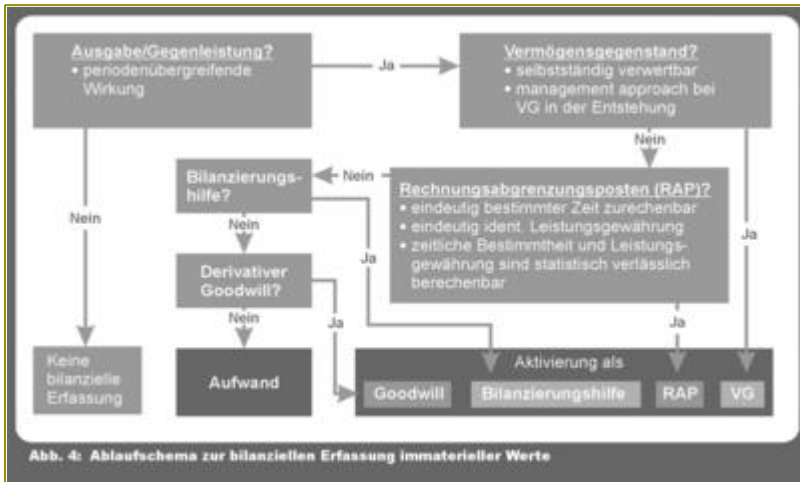 Ausgabe/Gegenleistung?
• periodenübergreifende
Wirkung
Ja
Vermögensgegenstand?
• selbstständig verwertbar
• management approach bei
VG in der Entstehung
Nein
Nein
Bilanzierungs-
hilfe?
Nein
Rechnungsabgrenzungsposten (RAP)?
• eindeutig bestimmter Zeit zurechenbar
• eindeutig ident. Leistungsgewährung
• zeitliche Bestimmtheit und Leistungs-
gewährung sind statistisch verlässlich
berechenbar
Ja
Nein
Ja
Derivativer
Goodwill?
Nein
Ja
Ja
Keine
bilanzielle
Erfassung
Aufwand
Aktivierung als
Goodwill
Bilanzierungshilfe
RAP
VG
Abb. 4: Ablaufschema zur bilanziellen Erfassung immaterieller Werte